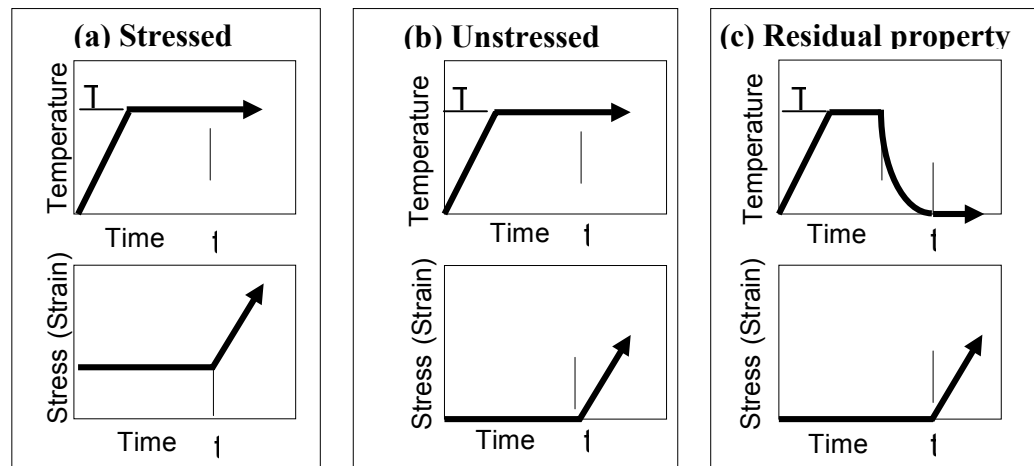 (a) Stressed
Temperature
T
Time
t
Stress (Strain)
Time
t
(b) Unstressed
Temperature
T
Time
t
Stress (Strain)
Time
t
(c) Residual property
Temperature
T
Time
t
Stress (Strain)
Time
t